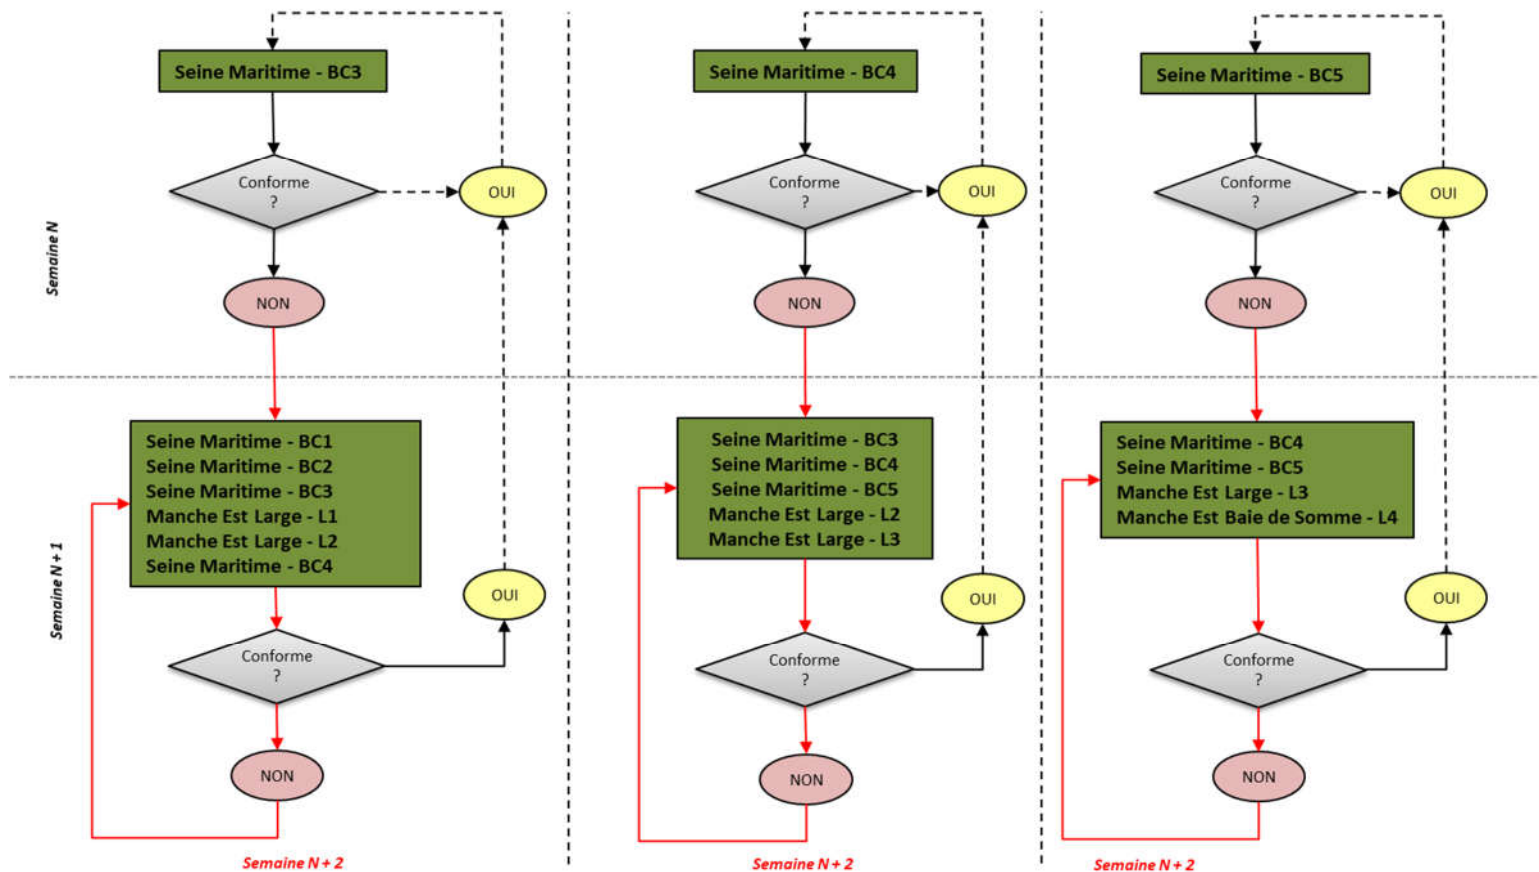 Seine Maritime - BC3
Conforme
?
OUI
NON
Seine Maritime - BC4
Conforme
?
OUI
NON
Seine Maritime - BC5
Conforme
?
OUI
NON
Semaine N
Seine Maritime - BC1
Seine Maritime - BC2
Seine Maritime - BC3
Manche Est Large - L1
Manche Est Large - L2
Seine Maritime - BC4
OUI
Conforme
?
NON
Semaine N + 2
Seine Maritime - BC3
Seine Maritime - BC4
Seine Maritime - BC5
Manche Est Large - L2
Manche Est Large - L3
OUI
Conforme
?
NON
Semaine N + 2
Seine Maritime - BC4
Seine Maritime - BC5
Manche Est Large - L3
Manche Est Baie de Somme - L4
OUI
Conforme
?
NON
Semaine N + 2
Semaine N + 1